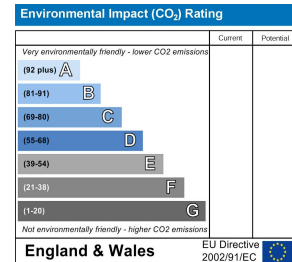 Environmental Impact (CO₂) Rating
Current Potential
Very environmentally friendly - lower CO2 emissions
(92 plus) A
(81-91) B
(69-80) C
(55-68) D
(39-54) E
(21-38) F
(1-20) G
Not environmentally friendly - higher CO2 emissions
England & Wales
EU Directive
2002/91/EC